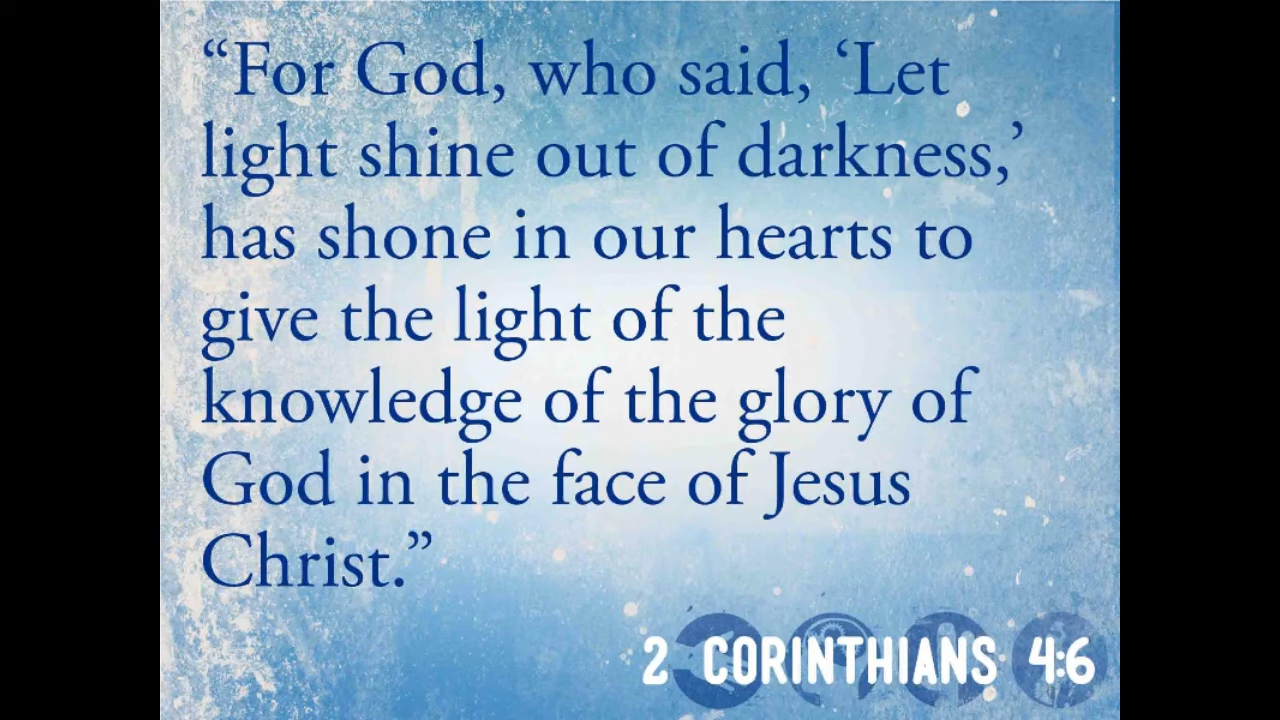 “For God, who said, ‘Let
light shine out of darkness,’
has shone in our hearts to
give the light of the
knowledge of the glory of
God in the face of Jesus
Christ.”
2 CORINTHIANS 4:6